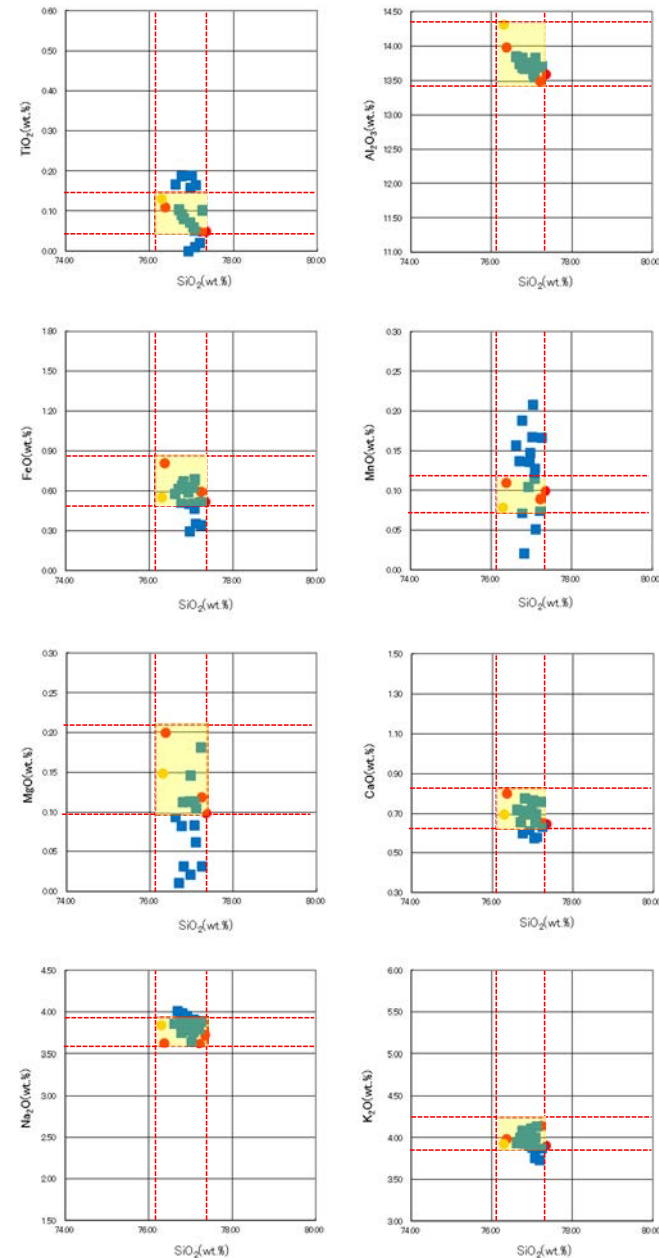 0.60
0.50
0.40
0.30
0.20
0.10
0.00
TiO₂(wt.%)
74.00 76.00 78.00 80.00
SiO₂(wt.%)
14.50
14.00
13.50
13.00
12.50
12.00
11.50
11.00
Al₂O₃(wt.%)
74.00 76.00 78.00 80.00
SiO₂(wt.%)
1.80
1.50
1.20
0.90
0.60
0.30
0.00
FeO(wt.%)
74.00 76.00 78.00 80.00
SiO₂(wt.%)
0.30
0.25
0.20
0.15
0.10
0.05
0.00
MnO(wt.%)
74.00 76.00 78.00 80.00
SiO₂(wt.%)
0.30
0.25
0.20
0.15
0.10
0.05
0.00
MgO(wt.%)
74.00 76.00 78.00 80.00
SiO₂(wt.%)
1.50
1.30
1.10
0.90
0.70
0.50
0.30
CaO(wt.%)
74.00 76.00 78.00 80.00
SiO₂(wt.%)
4.50
4.00
3.50
3.00
2.50
2.00
1.50
Na₂O(wt.%)
74.00 76.00 78.00 80.00
SiO₂(wt.%)
6.00
5.50
5.00
4.50
4.00
3.50
3.00
K₂O(wt.%)
74.00 76.00 78.00 80.00
SiO₂(wt.%)